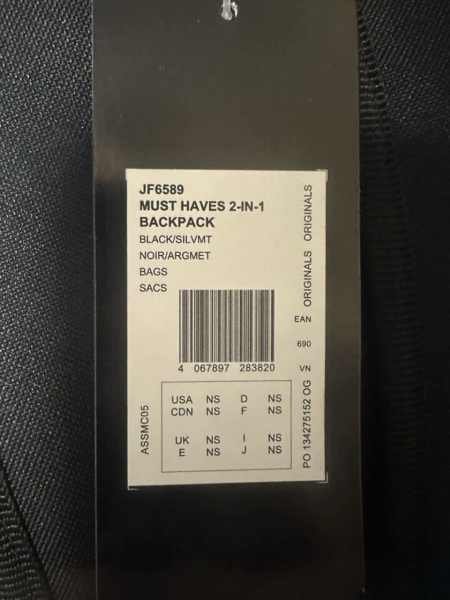 JF6589
MUST HAVES 2-IN-1
BACKPACK
BLACK/SILVMT
NOIR/ARGMET
BAGS
SACS
4 067897 283820
USA NS D NS
CDN NS F NS
UK NS I NS
E NS J NS
ASSMC05
ORIGINALS ORIGINALS
EAN
690
VN
PO 134275152 OG